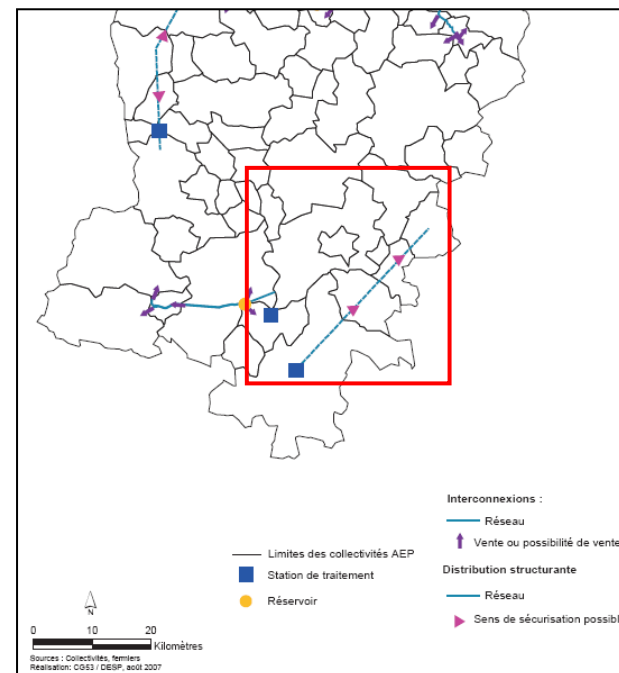 Interconnexions :
Réseau
Vente ou possibilité de vente
Limites des collectivités AEP
Station de traitement
Réservoir
Distribution structurante
Réseau
Sens de sécurisation possibl
N
0 10 20
Kilomètres
Sources : Collectivités, fermiers
Réalisation: CG53 / DESP, août 2007